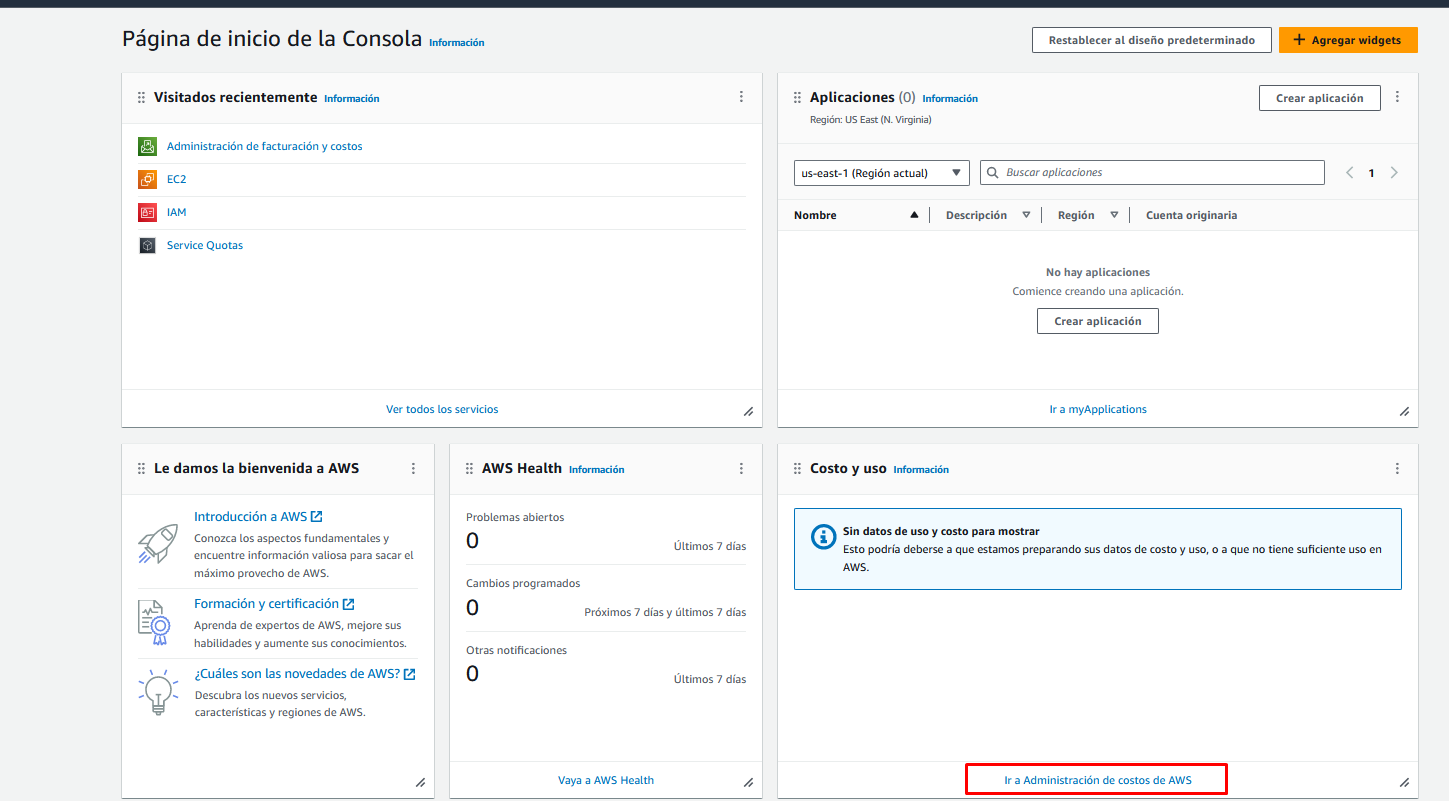 Página de inicio de la Consola Información
Restablecer al diseño predeterminado
Agregar widgets
Visitados recientemente Información
Administración de facturación y costos
EC2
IAM
Service Quotas
Ver todos los servicios
Aplicaciones (0) Información
Región: US East (N. Virginia)
Crear aplicación
us-east-1 (Región actual)
Buscar aplicaciones
1
Nombre Descripción Región Cuenta originaria
No hay aplicaciones
Comience creando una aplicación.
Crear aplicación
Ir a myApplications
Le damos la bienvenida a AWS
Introducción a AWS
Conozca los aspectos fundamentales y
encuentre información valiosa para sacar el
máximo provecho de AWS.
Formación y certificación
Aprenda de expertos de AWS, mejore sus
habilidades y aumente sus conocimientos.
¿Cuáles son las novedades de AWS?
Descubra los nuevos servicios,
características y regiones de AWS.
AWS Health Información
Problemas abiertos
0 Últimos 7 días
Cambios programados
0 Próximos 7 días y últimos 7 días
Otras notificaciones
0 Últimos 7 días
Vaya a AWS Health
Costo y uso Información
Sin datos de uso y costo para mostrar
Esto podría deberse a que estamos preparando sus datos de costo y uso, o a que no tiene suficiente uso en
AWS.
Ir a Administración de costos de AWS